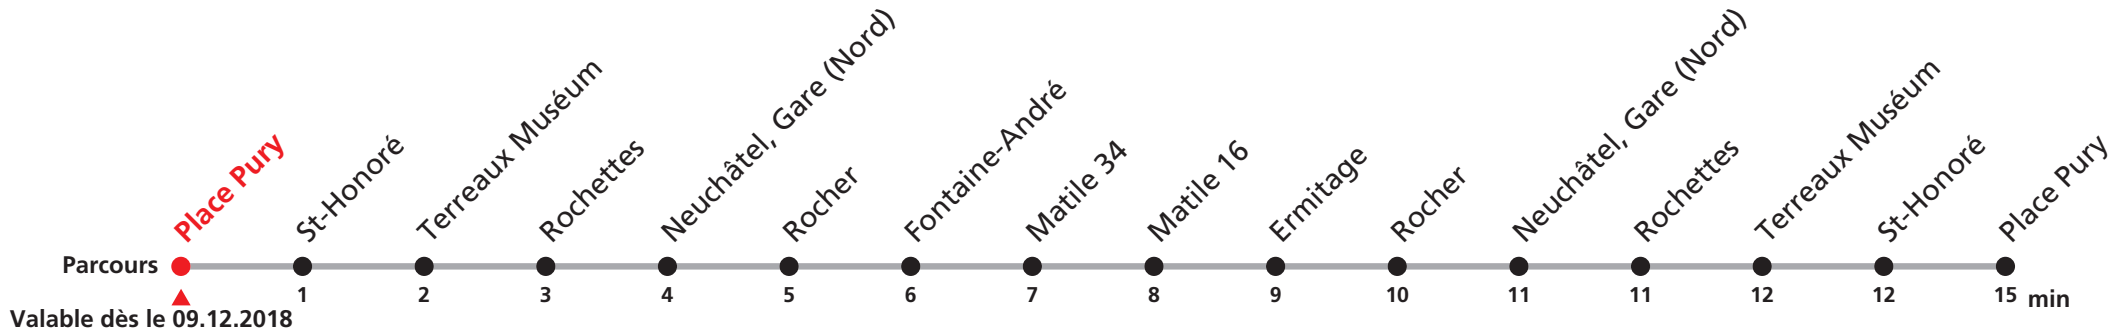 Place Pury
St-Honoré
Terreaux Muséum
Rochettes
Neuchâtel, Gare (Nord)
Rocher
Fontaine-André
Matile 34
Matile 16
Ermitage
Rocher
Neuchâtel, Gare (Nord)
Rochettes
Terreaux Muséum
St-Honoré
Place Pury
Parcours
1 2 3 4 5 6 7 8 9 10 11 11 12 12 15 min
Valable dès le 09.12.2018